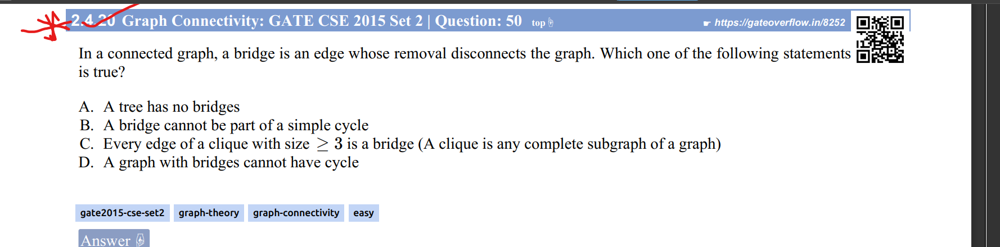 2.4.20 Graph Connectivity: GATE CSE 2015 Set 2 | Question: 50 top☟
☛ https://gateoverflow.in/8252
In a connected graph, a bridge is an edge whose removal disconnects the graph. Which one of the following statements
is true?
A. A tree has no bridges
B. A bridge cannot be part of a simple cycle
C. Every edge of a clique with size ≥ 3 is a bridge (A clique is any complete subgraph of a graph)
D. A graph with bridges cannot have cycle
gate2015-cse-set2 graph-theory graph-connectivity easy
Answer ☟